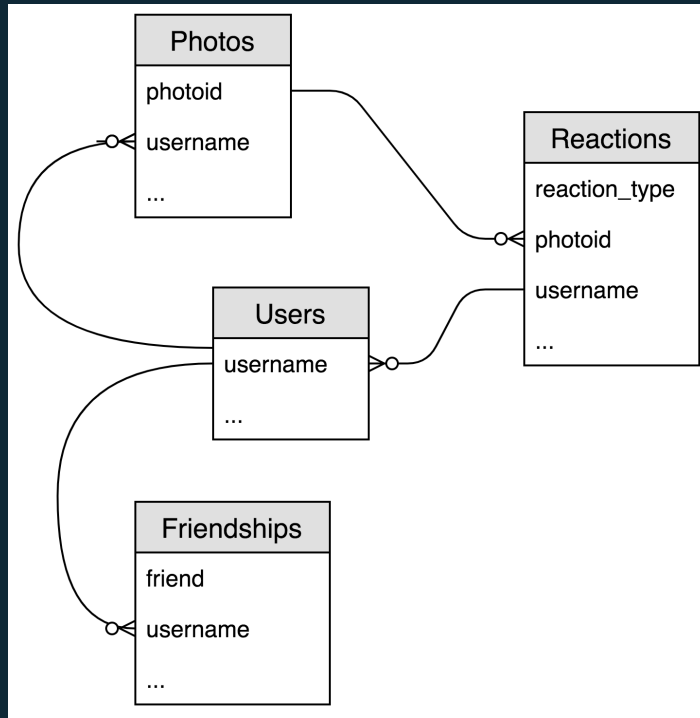 Photos
photoid
username
...
Reactions
reaction_type
photoid
username
...
Users
username
...
Friendships
friend
username
...